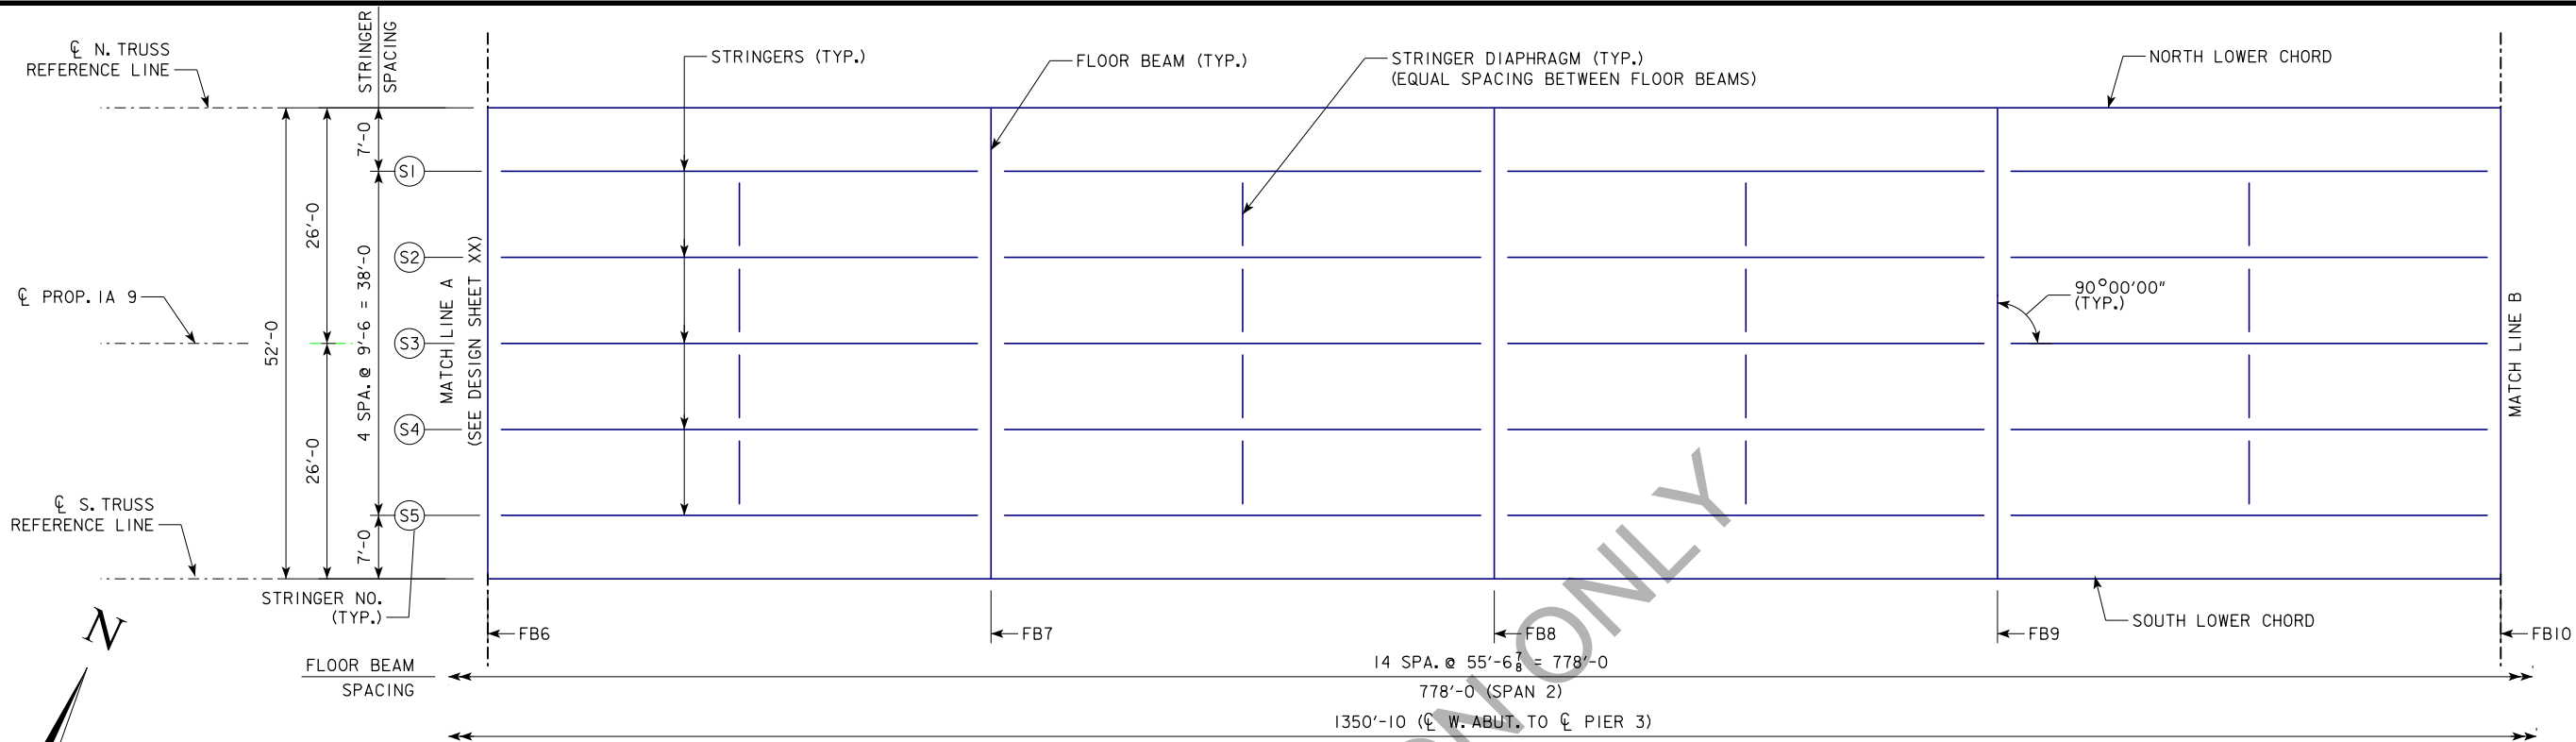 ℄ N. TRUSS
REFERENCE LINE
STRINGER
SPACING
STRINGERS (TYP.)
FLOOR BEAM (TYP.)
STRINGER DIAPHRAGM (TYP.)
(EQUAL SPACING BETWEEN FLOOR BEAMS)
NORTH LOWER CHORD
7'-0
S1
26'-0
S2
℄ PROP. IA 9
52'-0
4 SPA. @ 9'-6 = 38'-0
S3
MATCH LINE A
(SEE DESIGN SHEET XX)
90°00'00"
(TYP.)
MATCH LINE B
S4
26'-0
℄ S. TRUSS
REFERENCE LINE
S5
7'-0
STRINGER NO.
(TYP.)
SOUTH LOWER CHORD
N
FB6
FB7
FB8
FB9
FB10
FLOOR BEAM
SPACING
14 SPA. @ 55'-6⅞ = 778'-0
778'-0 (SPAN 2)
1350'-10 (℄ W. ABUT. TO ℄ PIER 3)
ON ONLY